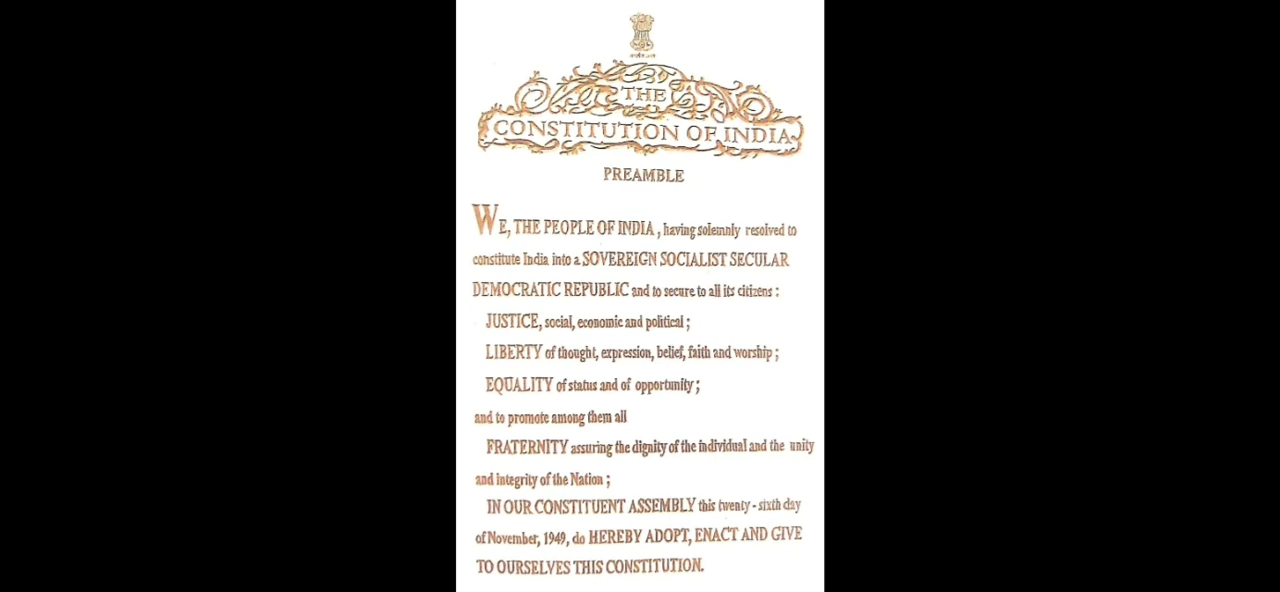 THE
CONSTITUTION OF INDIA
PREAMBLE
WE, THE PEOPLE OF INDIA, having solemnly resolved to
constitute India into a SOVEREIGN SOCIALIST SECULAR
DEMOCRATIC REPUBLIC and to secure to all its citizens :
JUSTICE, social, economic and political ;
LIBERTY of thought, expression, belief, faith and worship ;
EQUALITY of status and of opportunity ;
and to promote among them all
FRATERNITY assuring the dignity of the individual and the unity
and integrity of the Nation ;
IN OUR CONSTITUENT ASSEMBLY this twenty - sixth day
of November, 1949, do HEREBY ADOPT, ENACT AND GIVE
TO OURSELVES THIS CONSTITUTION.